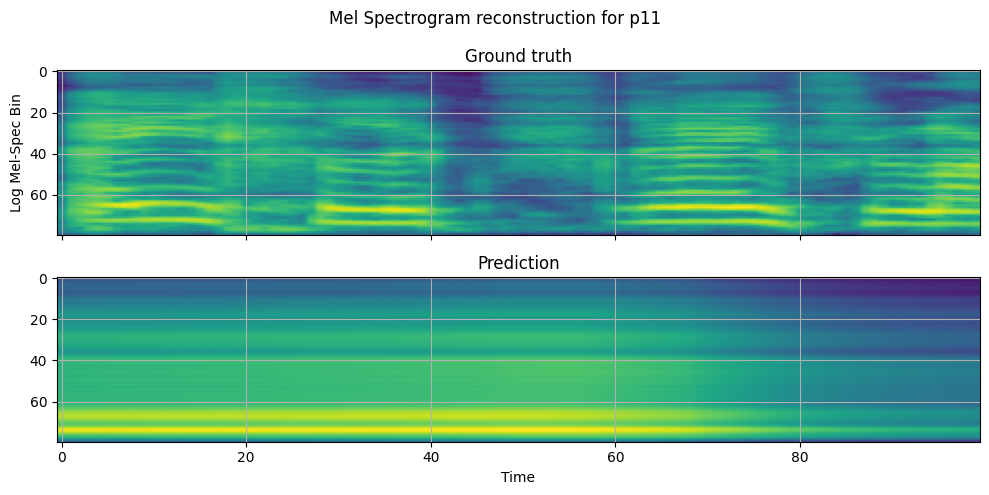 Mel Spectrogram reconstruction for p11
Ground truth
Log Mel-Spec Bin
0
20
40
60
Prediction
0
20
40
60
0 20 40 60 80
Time